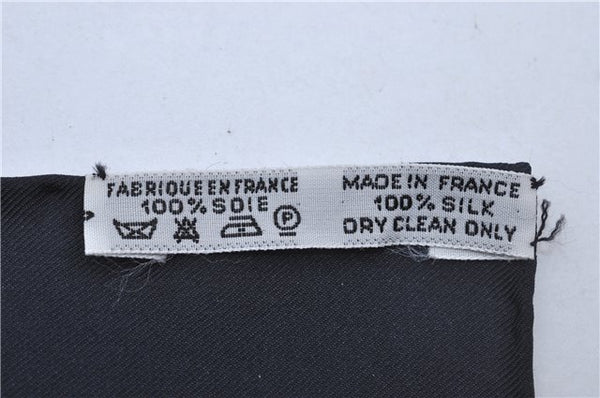 FABRIQUE EN FRANCE
100% SOIE
P
MADE IN FRANCE
100% SILK
DRY CLEAN ONLY